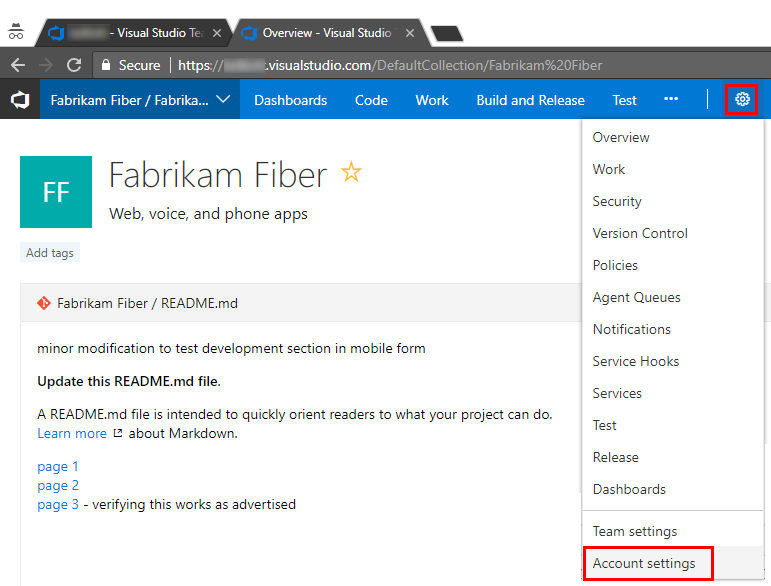 - Visual Studio Tea
Overview - Visual Studio
Secure
https://
.visualstudio.com/DefaultCollection/Fabrikam%20Fiber
Fabrikam Fiber / Fabrika...
Dashboards
Code
Work
Build and Release
Test
...
FF
Fabrikam Fiber
Web, voice, and phone apps
Add tags
Fabrikam Fiber / README.md
minor modification to test development section in mobile form
Update this README.md file.
A README.md file is intended to quickly orient readers to what your project can do.
Learn more about Markdown.
page 1
page 2
page 3 - verifying this works as advertised
Overview
Work
Security
Version Control
Policies
Agent Queues
Notifications
Service Hooks
Services
Test
Release
Dashboards
Team settings
Account settings